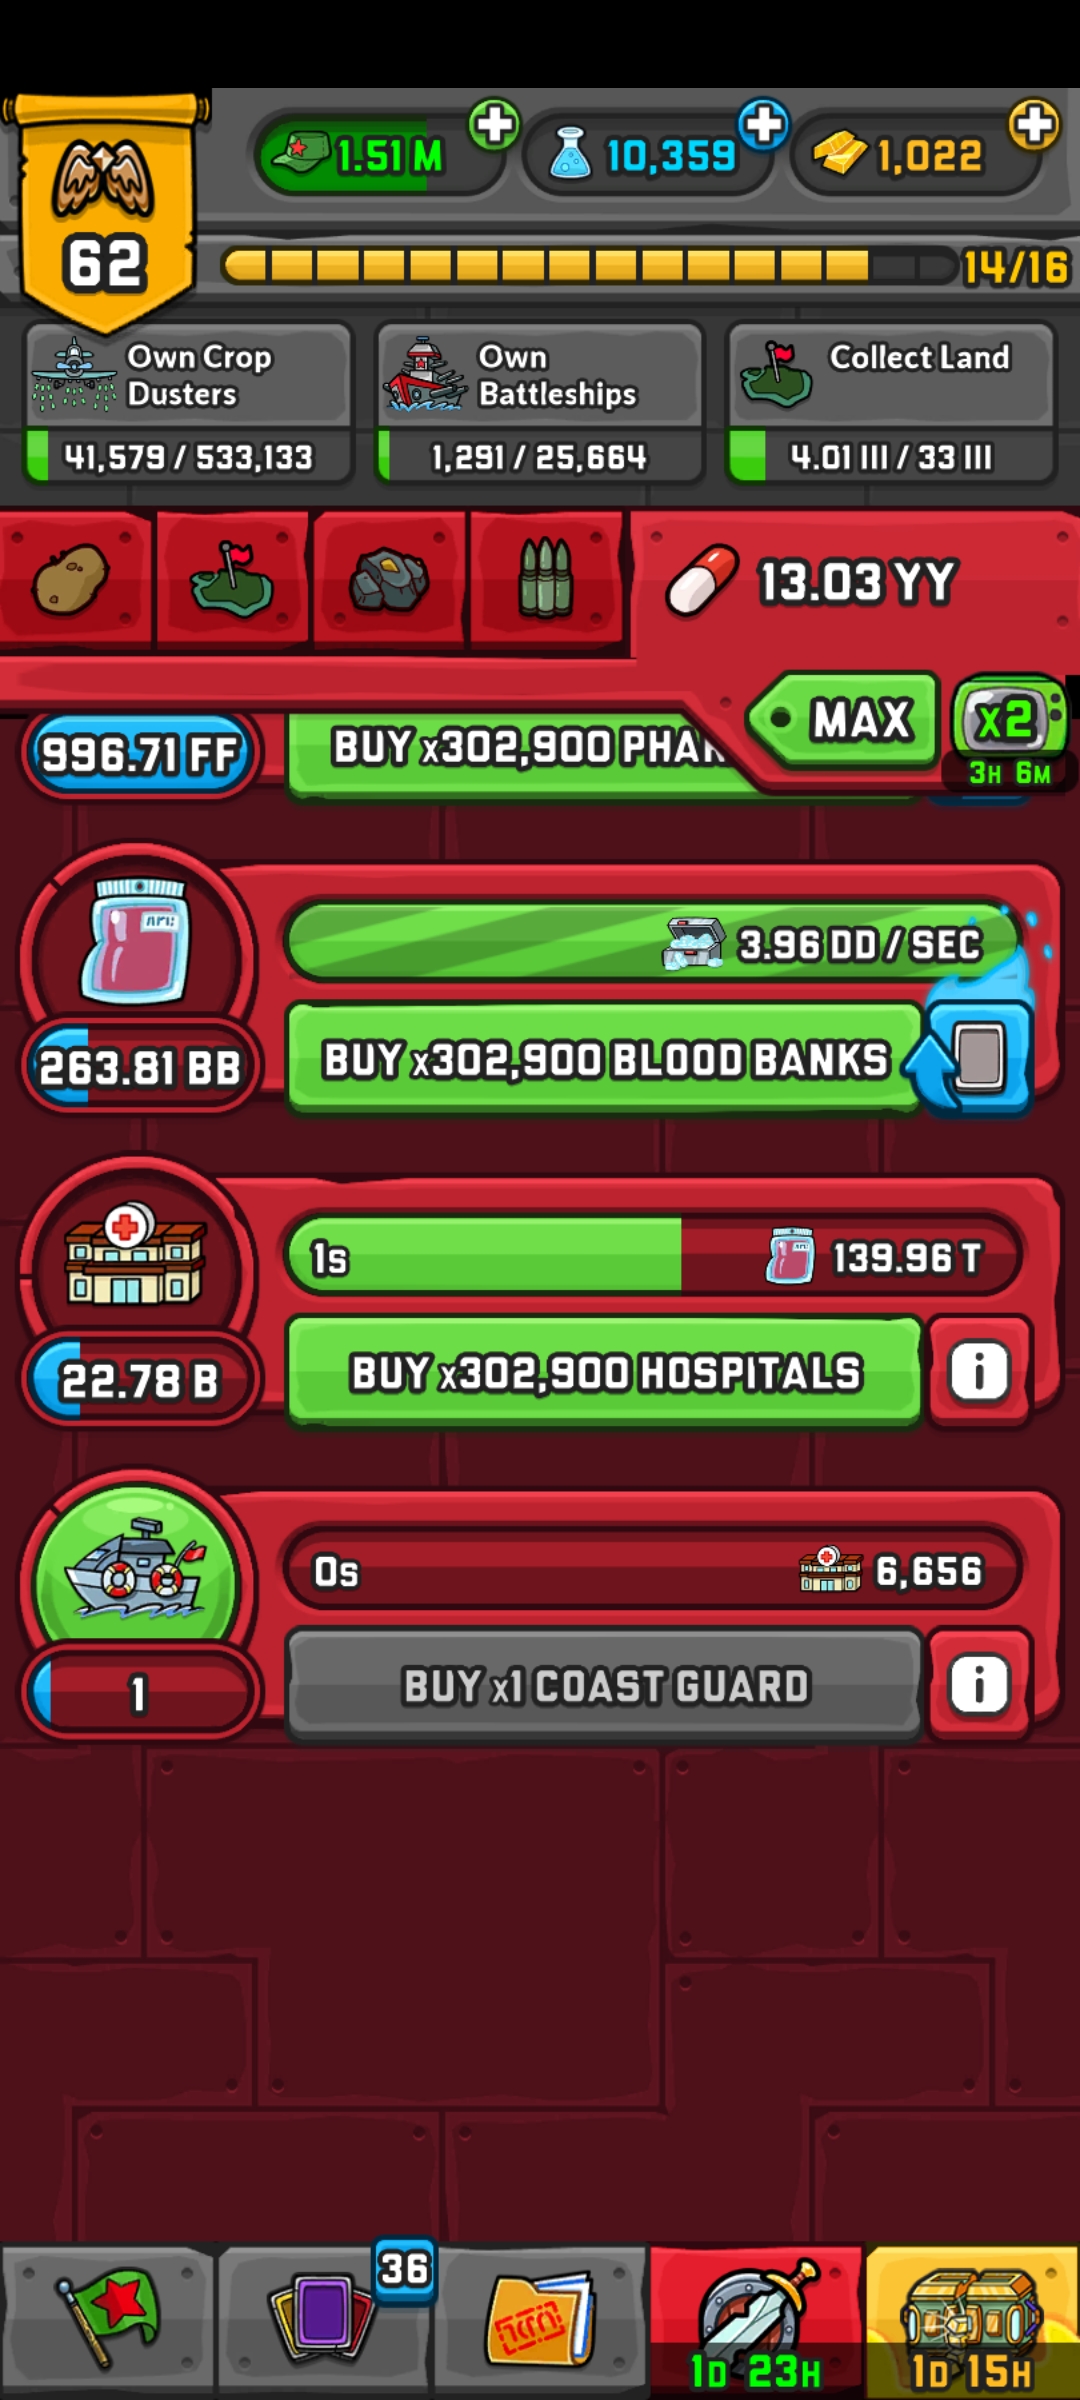 1.51 M
10,359
1,022
62
14/16
Own Crop
Dusters
41,579 / 533,133
Own
Battleships
1,291 / 25,664
Collect Land
4.01 III / 33 III
13.03 YY
MAX
x2
3H 6M
996.71 FF
BUY x302,900
3.96 DD / SEC
263.81 BB
BUY x302,900 BLOOD BANKS
1s
139.96 T
22.78 B
BUY x302,900 HOSPITALS
i
0s
6,656
1
BUY x1 COAST GUARD
i
36
1D 23H
1D 15H